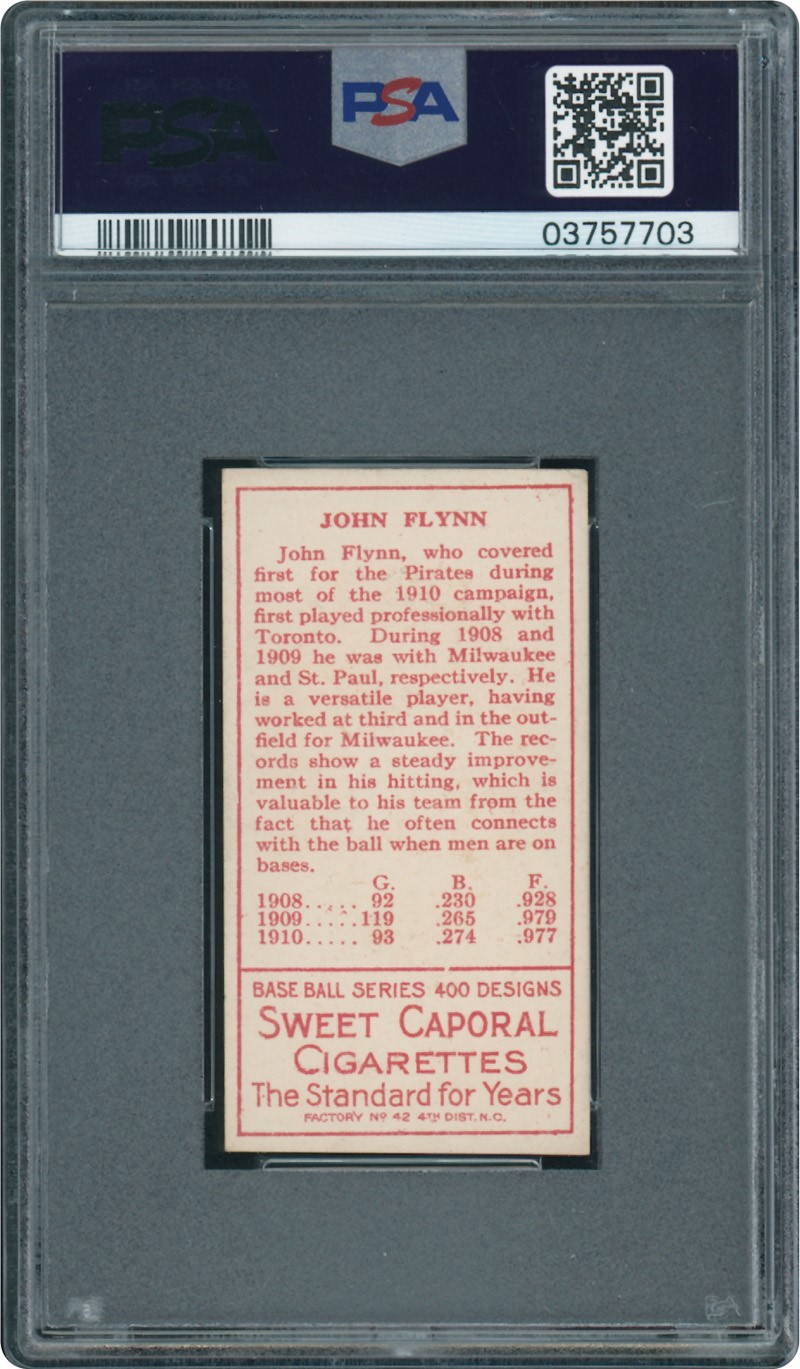 PSA
PSA
03757703
JOHN FLYNN
John Flynn, who covered
first for the Pirates during
most of the 1910 campaign,
first played professionally with
Toronto. During 1908 and
1909 he was with Milwaukee
and St. Paul, respectively. He
is a versatile player, having
worked at third and in the out-
field for Milwaukee. The rec-
ords show a steady improve-
ment in his hitting, which is
valuable to his team from the
fact that he often connects
with the ball when men are on
bases.
G. B. F.
1908..... 92 .230 .928
1909.....119 .265 .979
1910..... 93 .274 .977
BASE BALL SERIES 400 DESIGNS
SWEET CAPORAL
CIGARETTES
The Standard for Years
FACTORY Nº 42 4TH DIST. N.C.